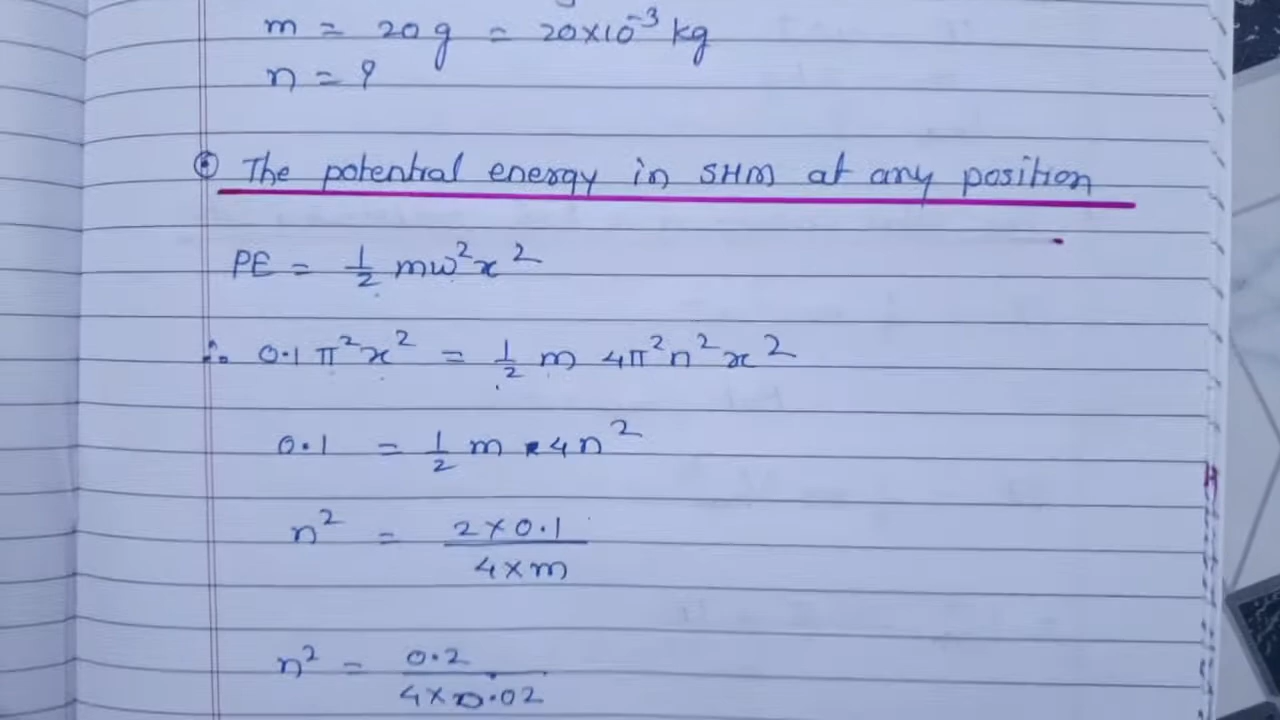 m = 20 g = 20×10⁻³ kg
n = ?
The potential energy in SHM at any position
PE = 1/2 mω²x²
∴ 0.1 π²x² = 1/2 m 4π²n²x²
0.1 = 1/2 m × 4n²
n² = 2×0.1 / 4×m
n² = 0.2 / 4×0.02